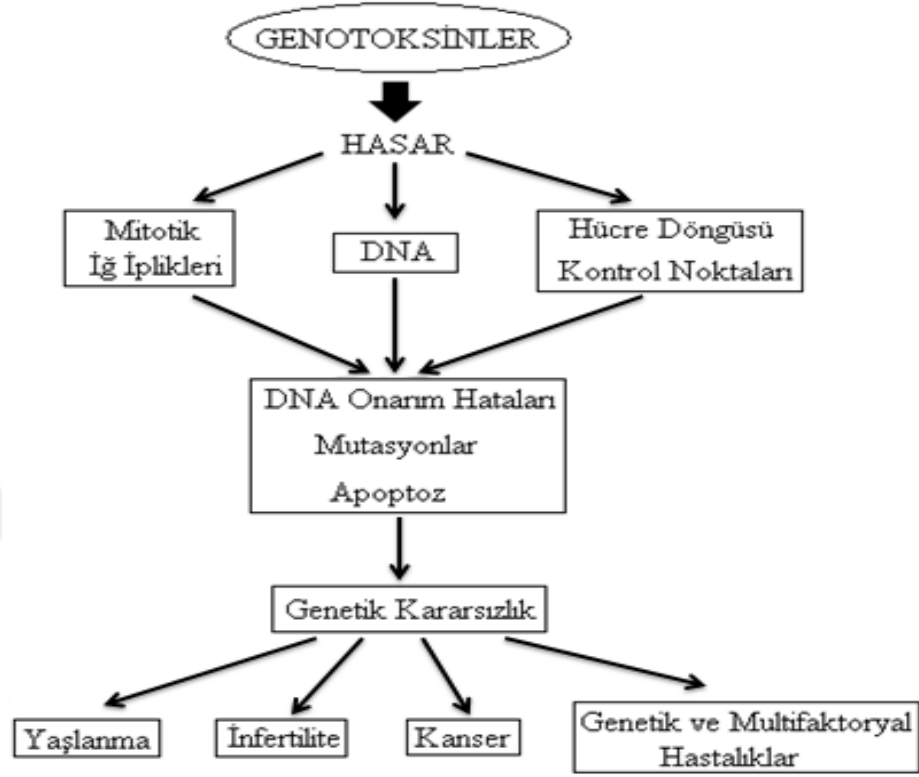 GENOTOKSİNLER
HASAR
Mitotik
İğ İplikleri
DNA
Hücre Döngüsü
Kontrol Noktaları
DNA Onarım Hataları
Mutasyonlar
Apoptoz
Genetik Kararsızlık
Yaşlanma
İnfertilite
Kanser
Genetik ve Multifaktoryal
Hastalıklar